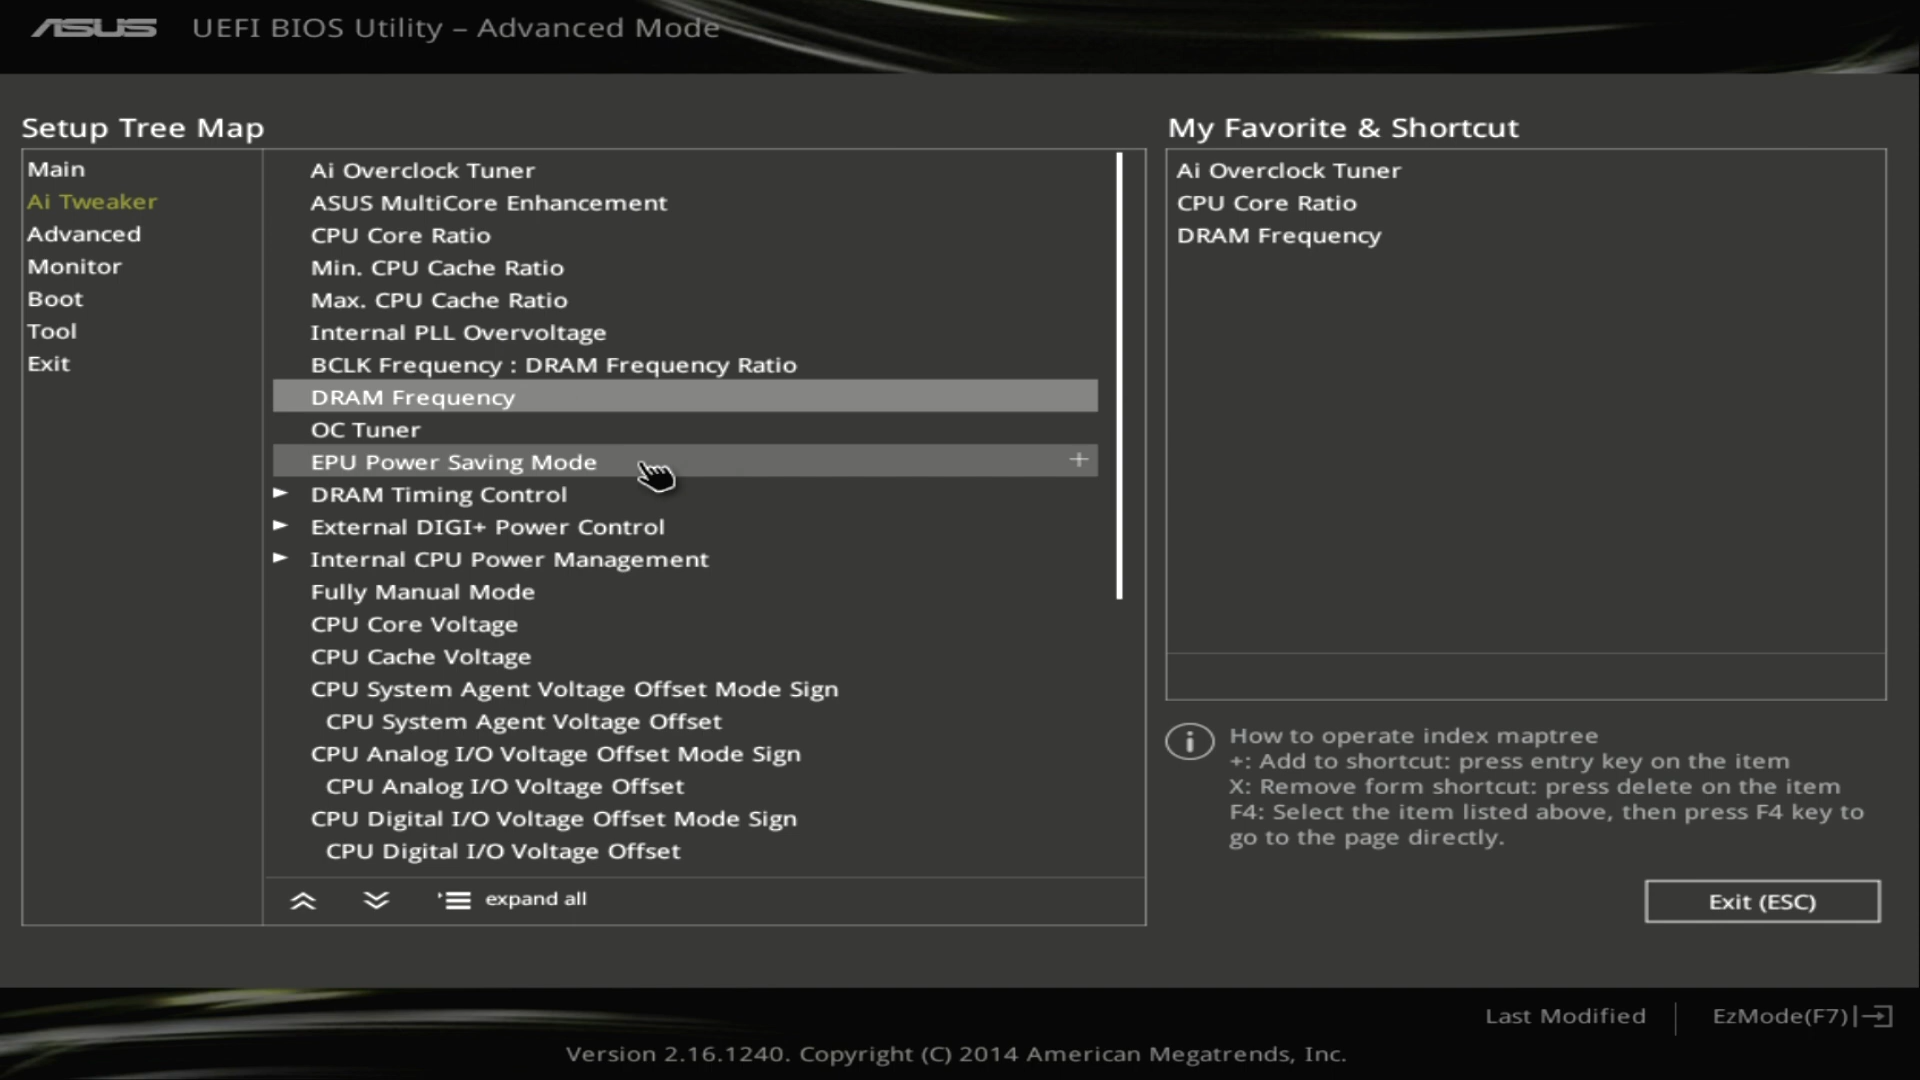 ASUS UEFI BIOS Utility – Advanced Mode
Setup Tree Map
Main
Ai Tweaker
Advanced
Monitor
Boot
Tool
Exit
Ai Overclock Tuner
ASUS MultiCore Enhancement
CPU Core Ratio
Min. CPU Cache Ratio
Max. CPU Cache Ratio
Internal PLL Overvoltage
BCLK Frequency : DRAM Frequency Ratio
DRAM Frequency
OC Tuner
EPU Power Saving Mode +
DRAM Timing Control
External DIGI+ Power Control
Internal CPU Power Management
Fully Manual Mode
CPU Core Voltage
CPU Cache Voltage
CPU System Agent Voltage Offset Mode Sign
CPU System Agent Voltage Offset
CPU Analog I/O Voltage Offset Mode Sign
CPU Analog I/O Voltage Offset
CPU Digital I/O Voltage Offset Mode Sign
CPU Digital I/O Voltage Offset
expand all
My Favorite & Shortcut
Ai Overclock Tuner
CPU Core Ratio
DRAM Frequency
How to operate index maptree
+: Add to shortcut: press entry key on the item
X: Remove form shortcut: press delete on the item
F4: Select the item listed above, then press F4 key to
go to the page directly.
Exit (ESC)
Last Modified
EzMode(F7)
Version 2.16.1240. Copyright (C) 2014 American Megatrends, Inc.